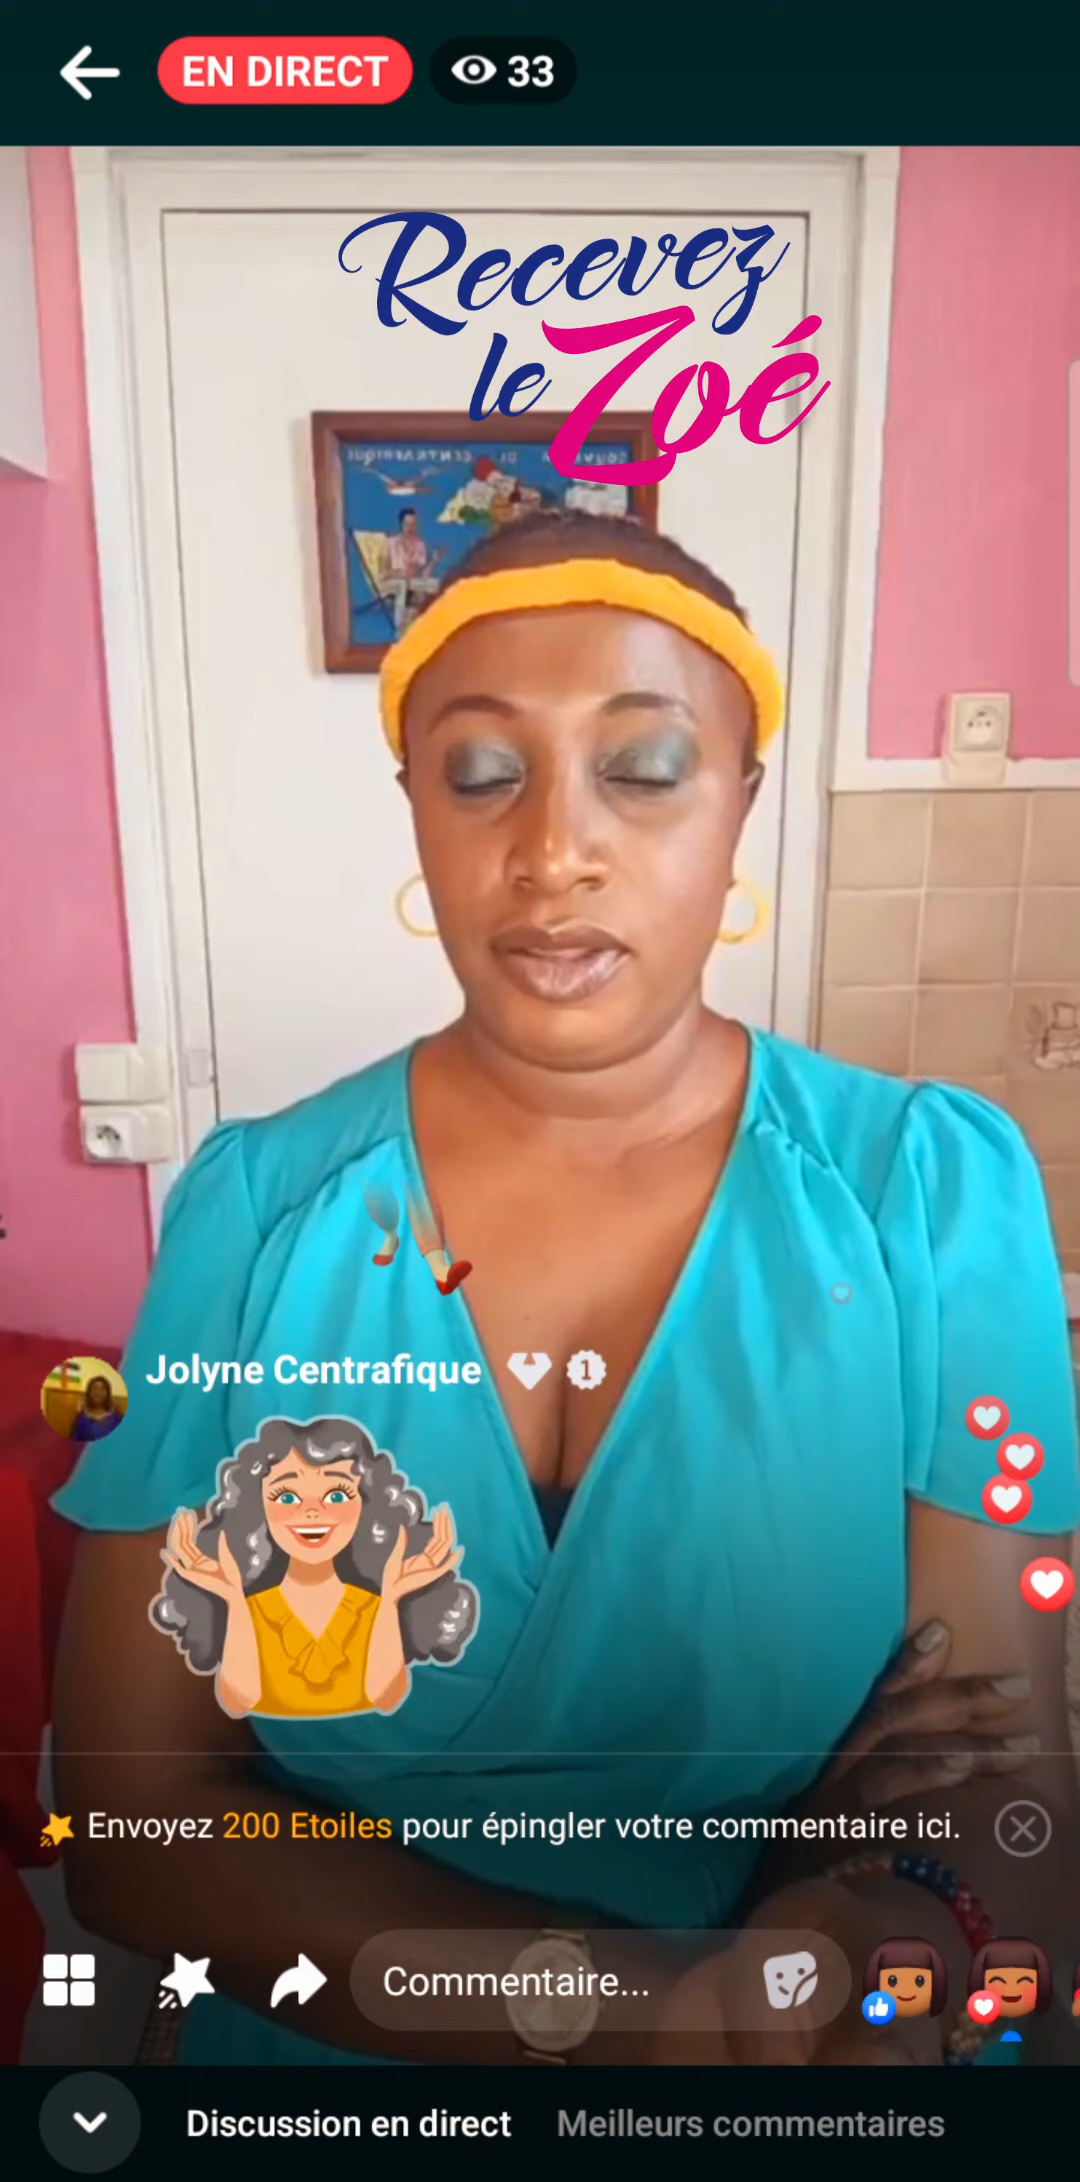 EN DIRECT 33
Recevez
le Zoé
Jolyne Centrafique 1
Envoyez 200 Etoiles pour épingler votre commentaire ici.
Commentaire...
Discussion en direct Meilleurs commentaires